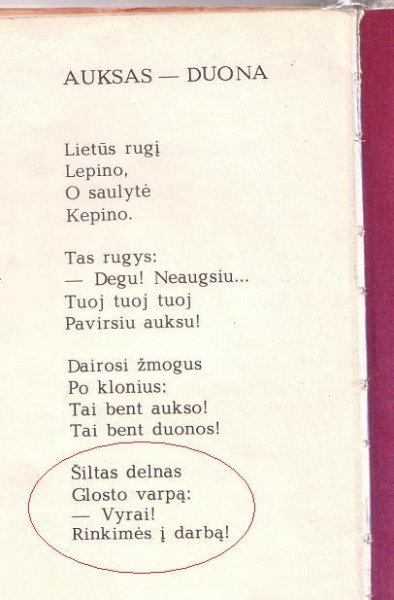 AUKSAS — DUONA
Lietūs rugį
Lepino,
O saulytė
Kepino.
Tas rugys:
— Degu! Neaugsiu...
Tuoj tuoj tuoj
Pavirsiu auksu!
Dairosi žmogus
Po klonius:
Tai bent aukso!
Tai bent duonos!
Šiltas delnas
Glosto varpą:
— Vyrai!
Rinkimės į darbą!